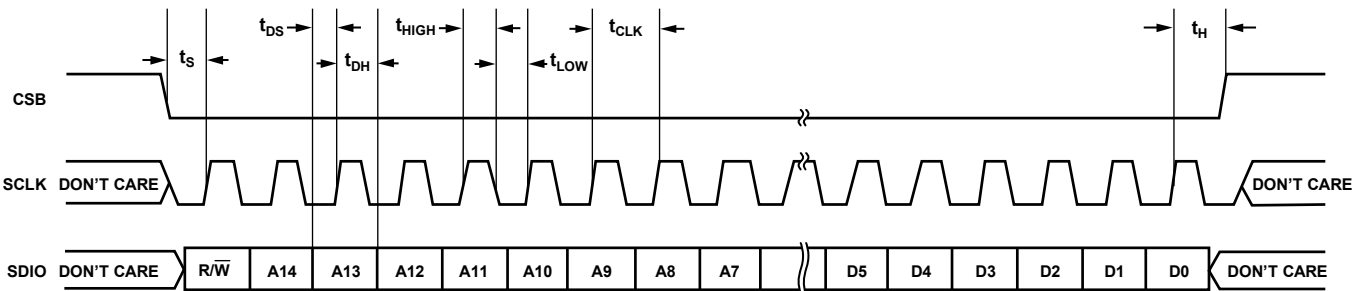 tDS
tHIGH
tCLK
tH
tS
tDH
tLOW
CSB
SCLK DON'T CARE DON'T CARE
SDIO DON'T CARE R/W̅ A14 A13 A12 A11 A10 A9 A8 A7 D5 D4 D3 D2 D1 D0 DON'T CARE